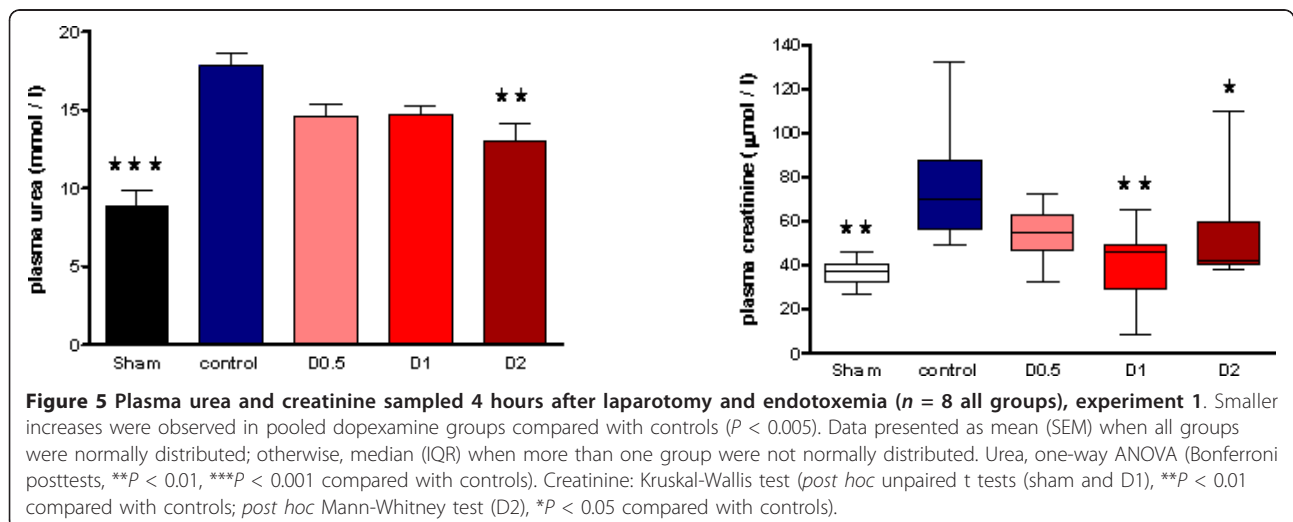 20
15
10
5
0
plasma urea (mmol / l)
★★★
★★
Sham control D0.5 D1 D2
140
120
100
80
60
40
20
0
plasma creatinine (µmol / l)
★★
★★
★
Sham control D0.5 D1 D2
Figure 5 Plasma urea and creatinine sampled 4 hours after laparotomy and endotoxemia (n = 8 all groups), experiment 1. Smaller
increases were observed in pooled dopexamine groups compared with controls (P < 0.005). Data presented as mean (SEM) when all groups
were normally distributed; otherwise, median (IQR) when more than one group were not normally distributed. Urea, one-way ANOVA (Bonferroni
posttests, **P < 0.01, ***P < 0.001 compared with controls). Creatinine: Kruskal-Wallis test (post hoc unpaired t tests (sham and D1), **P < 0.01
compared with controls; post hoc Mann-Whitney test (D2), *P < 0.05 compared with controls).